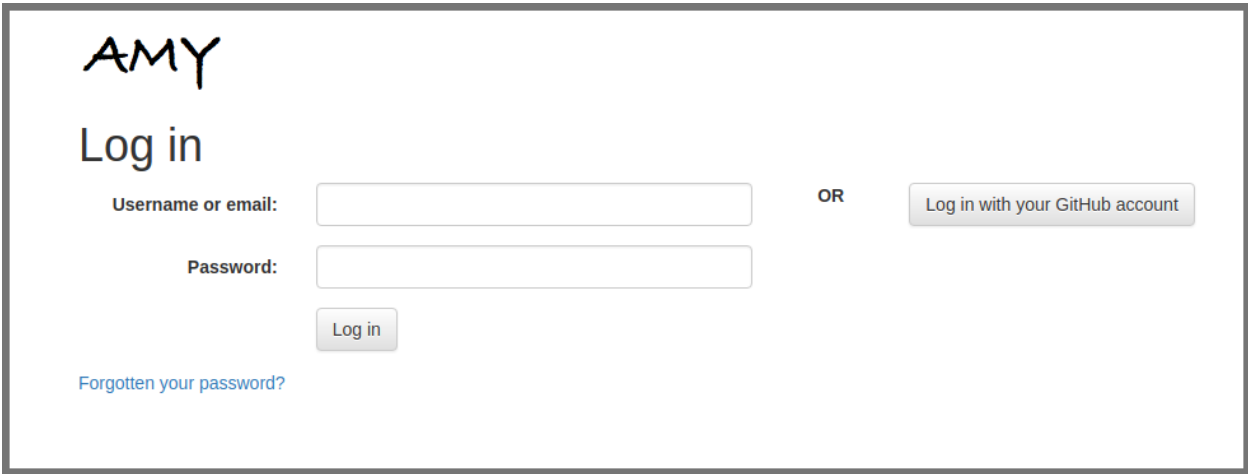 AMY
Log in
Username or email:
OR
Log in with your GitHub account
Password:
Log in
Forgotten your password?